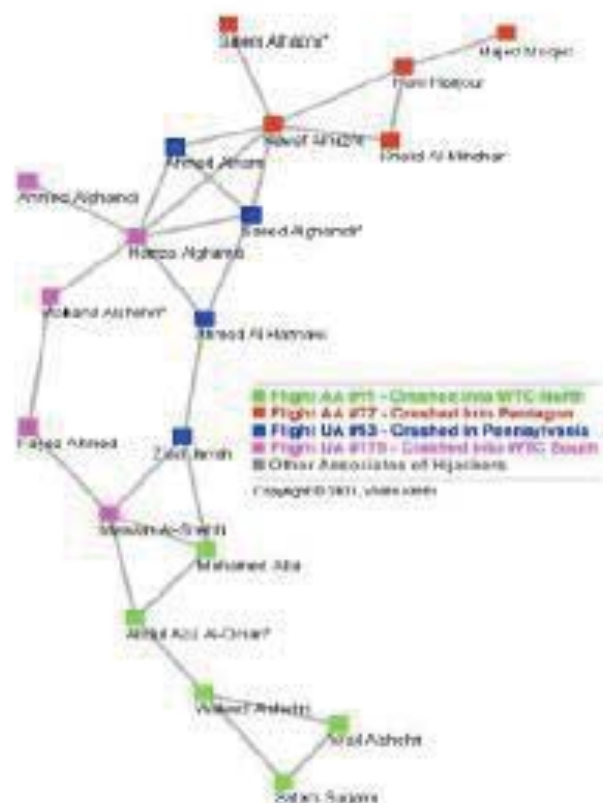 Salem Alhazmi*
Majed Moqed
Hani Hanjour
Nawaf Alhazmi
Khalid Al-Mihdhar
Ahmed Alnami
Ahmed Alghamdi
Saeed Alghamdi*
Hamza Alghamdi
Mohand Alshehri*
Ahmed Al-Haznawi
Flight AA #11 - Crashed into WTC North
Flight AA #77 - Crashed into Pentagon
Flight UA #93 - Crashed in Pennsylvania
Flight UA #175 - Crashed into WTC South
Other Associates of Hijackers
Fayez Ahmed
Ziad Jarrah
Marwan Al-Shehhi
Mohamed Atta
Abdul Aziz Al-Omari*
Waleed Alshehri
Wail Alshehri
Satam Suqami